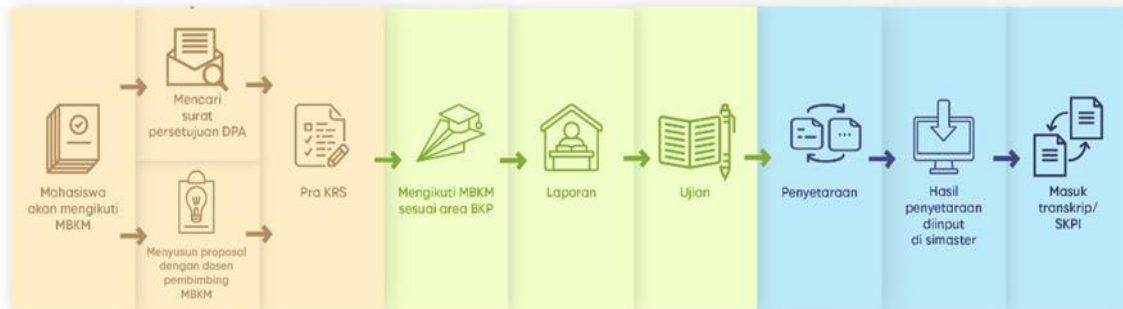 Mahasiswa
akan mengikuti
MBKM
Mencari
surat
persetujuan DPA
Menyusun proposal
dengan dosen
pembimbing
MBKM
Pra KRS
Mengikuti MBKM
sesuai area BKP
Laporan
Ujian
Penyetaraan
Hasil
penyetaraan
diinput
di simaster
Masuk
transkrip/
SKPI